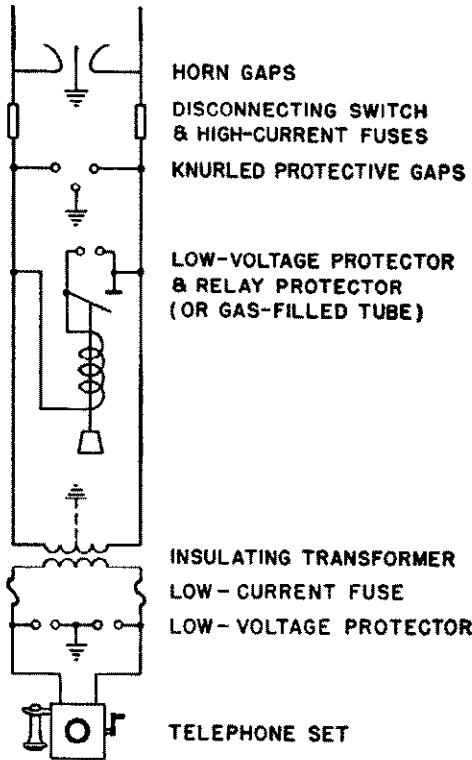 HORN GAPS
DISCONNECTING SWITCH
& HIGH-CURRENT FUSES
KNURLED PROTECTIVE GAPS
LOW-VOLTAGE PROTECTOR
& RELAY PROTECTOR
(OR GAS-FILLED TUBE)
INSULATING TRANSFORMER
LOW-CURRENT FUSE
LOW-VOLTAGE PROTECTOR
TELEPHONE SET